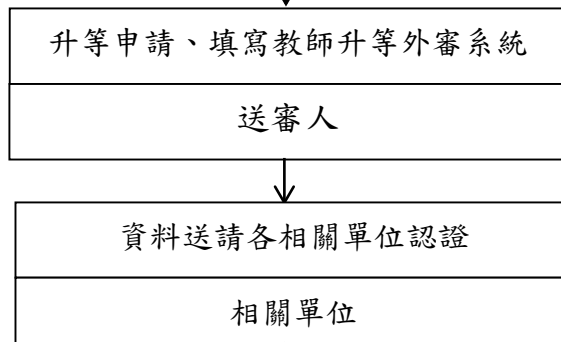 升等申請、填寫教師升等外審系統
送審人
資料送請各相關單位認證
相關單位